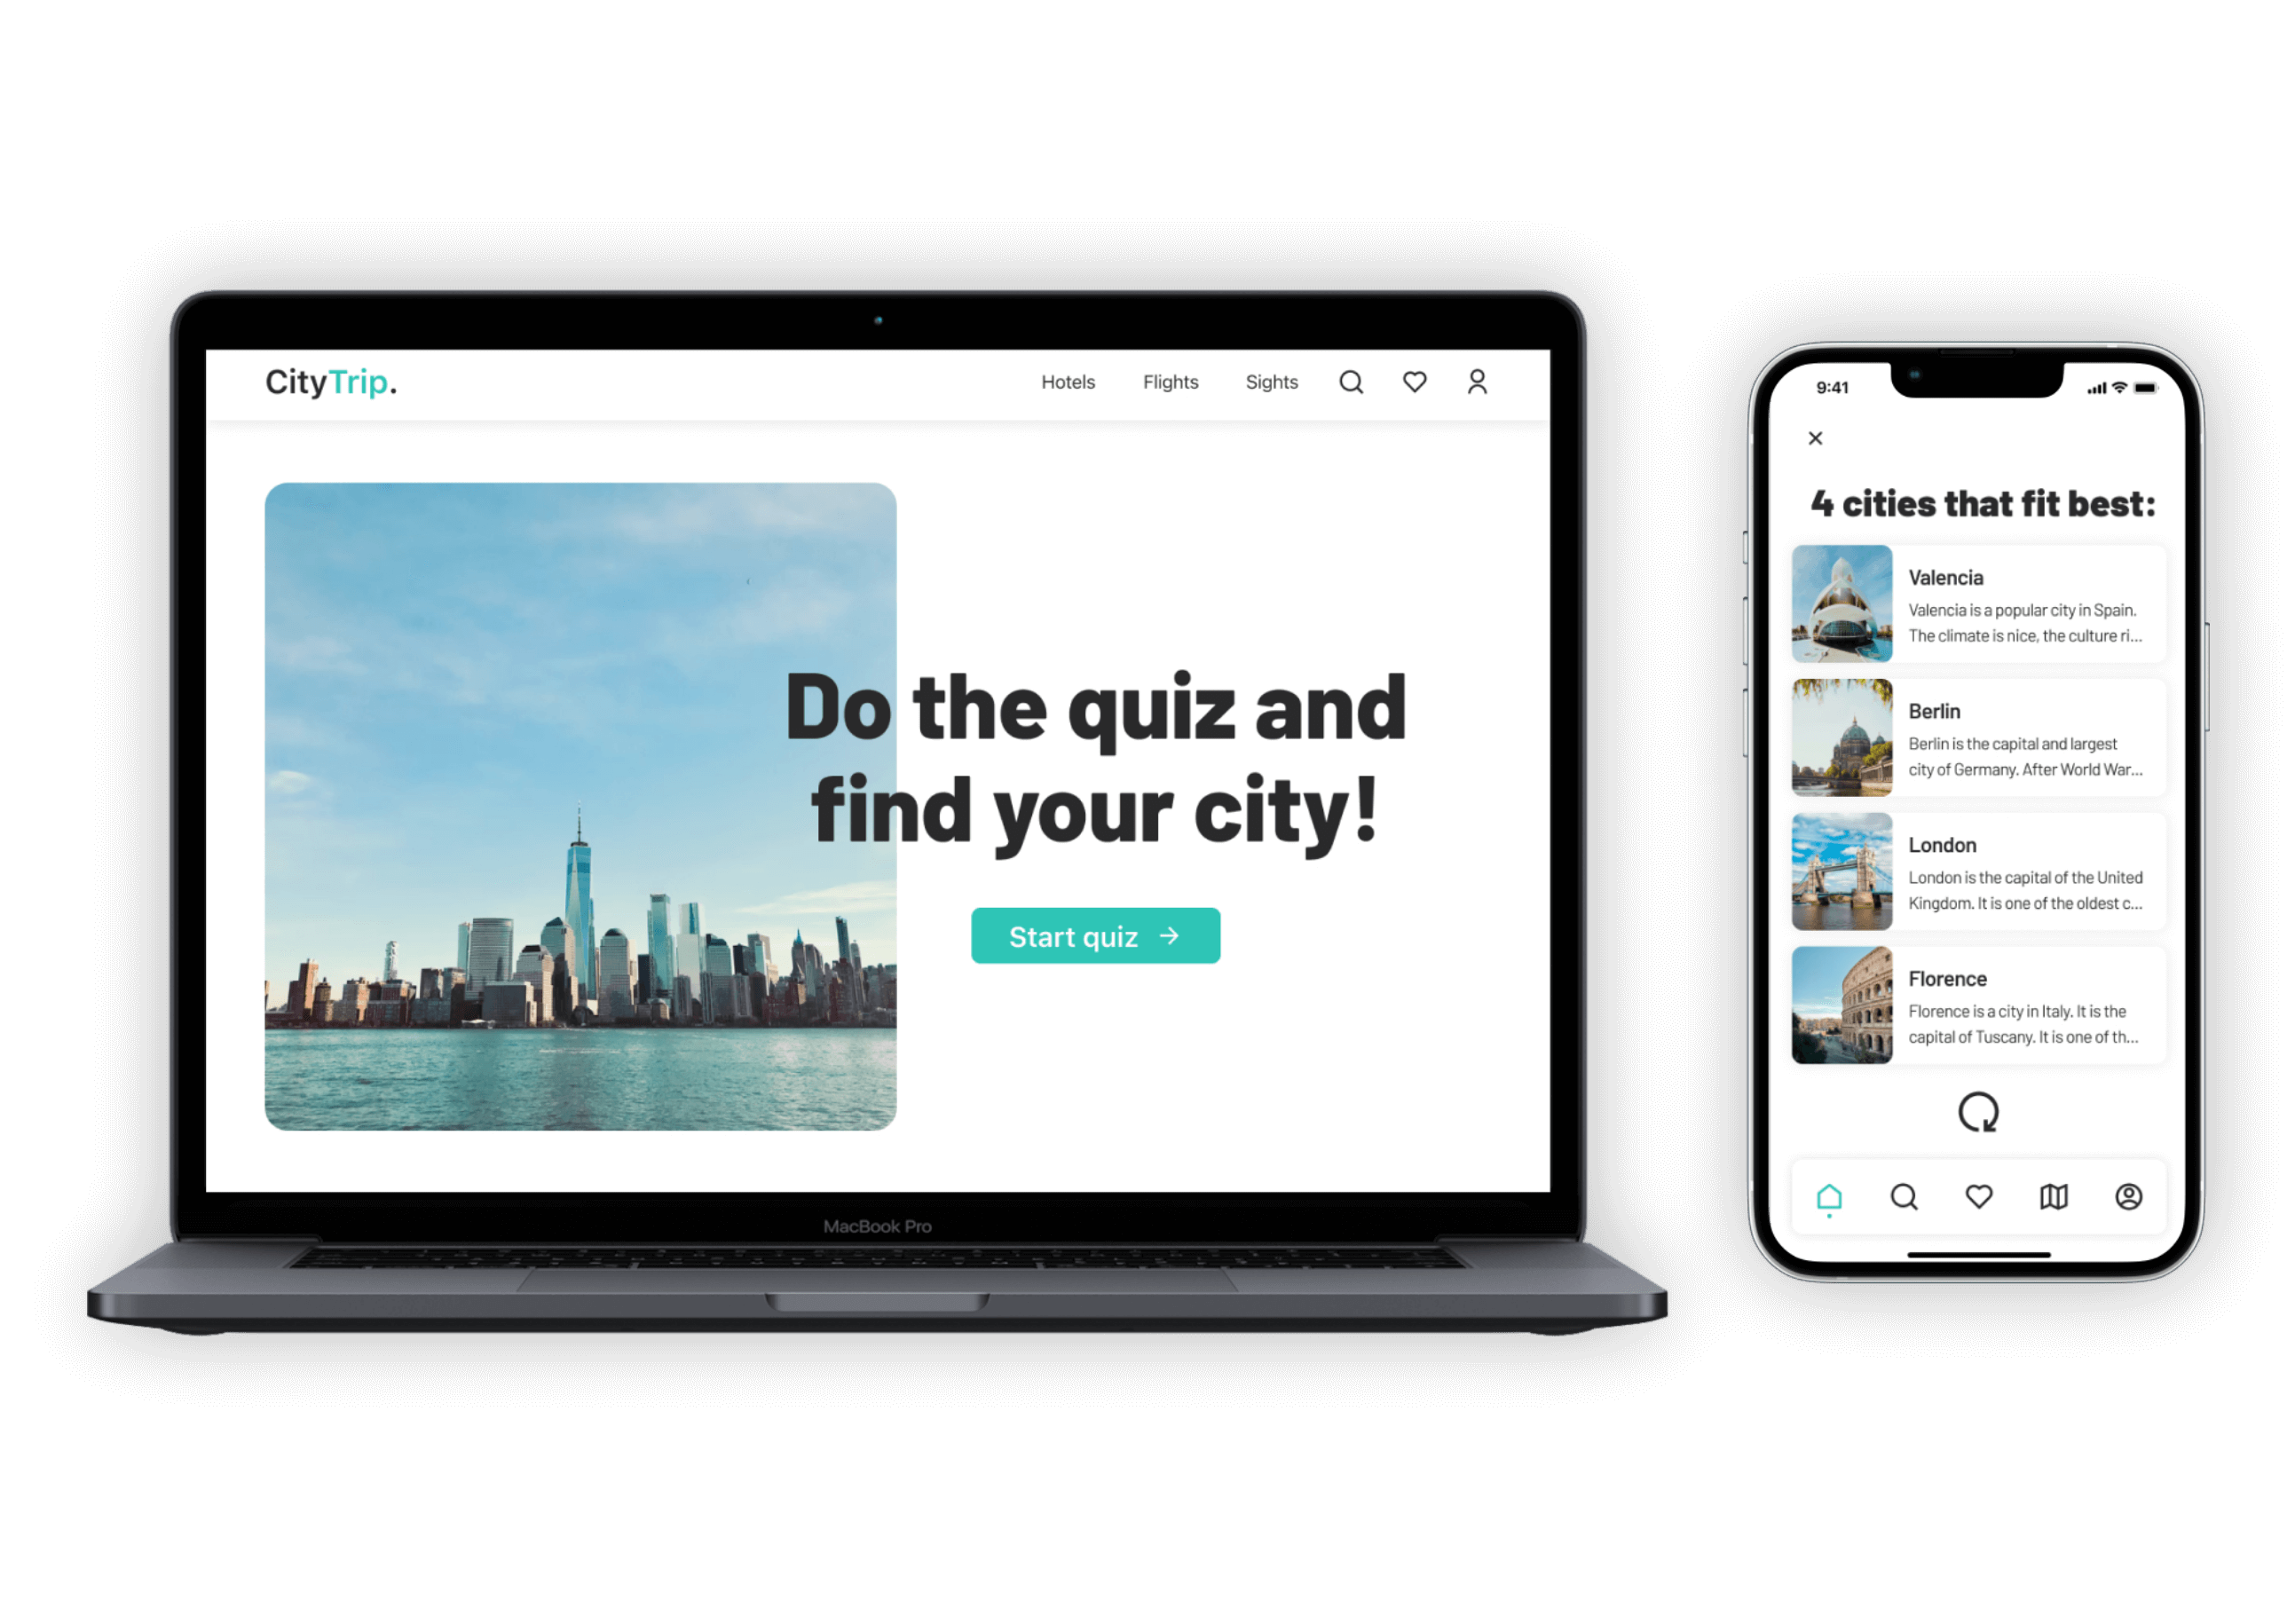 CityTrip.
Hotels Flights Sights
Do the quiz and
find your city!
Start quiz →
MacBook Pro
9:41
4 cities that fit best:
Valencia
Valencia is a popular city in Spain.
The climate is nice, the culture ri...
Berlin
Berlin is the capital and largest
city of Germany. After World War...
London
London is the capital of the United
Kingdom. It is one of the oldest c...
Florence
Florence is a city in Italy. It is the
capital of Tuscany. It is one of th...